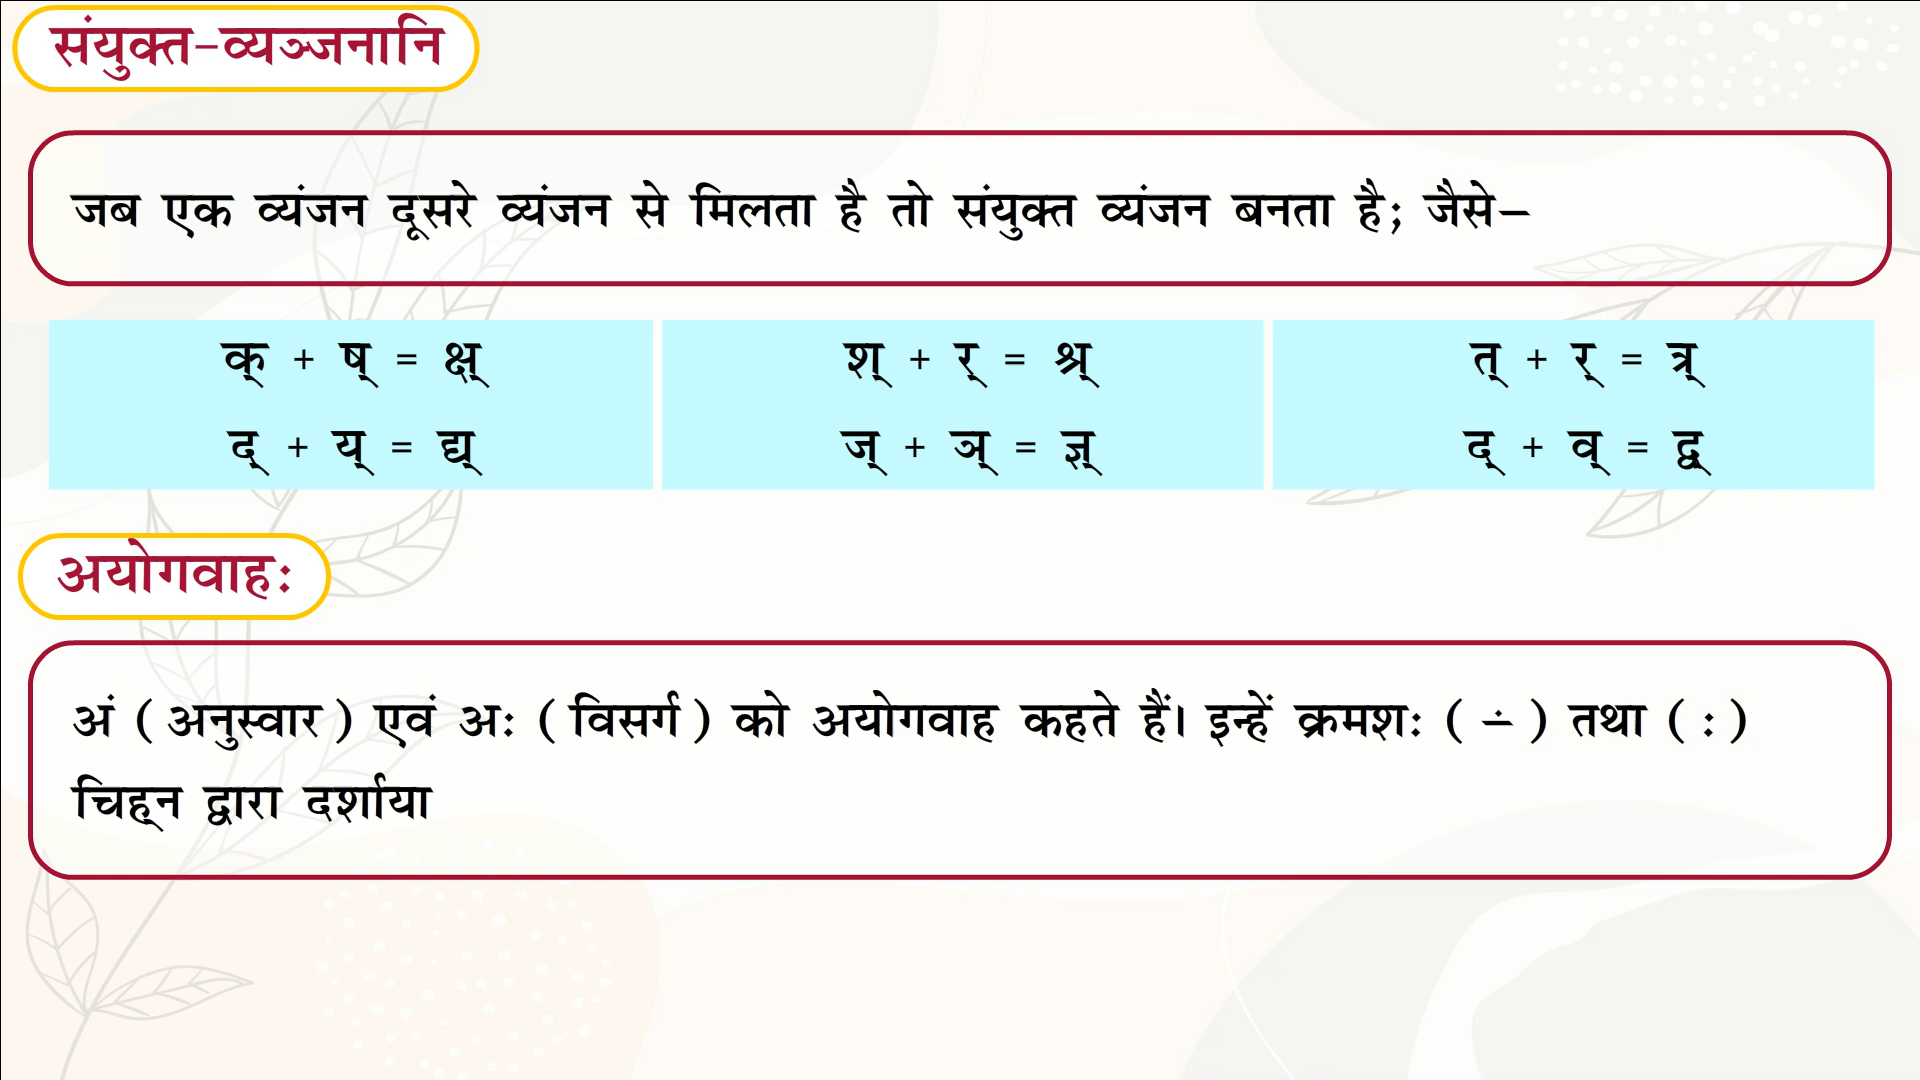 संयुक्त-व्यञ्जनानि
जब एक व्यंजन दूसरे व्यंजन से मिलता है तो संयुक्त व्यंजन बनता है; जैसे–
क् + ष् = क्ष् श् + र् = श्र् त् + र् = त्र्
द् + य् = द्य् ज् + ञ् = ज्ञ् द् + व् = द्व्
अयोगवाहः
अं (अनुस्वार) एवं अः (विसर्ग) को अयोगवाह कहते हैं। इन्हें क्रमशः (∸) तथा (:)
चिह्‌न द्वारा दर्शाया